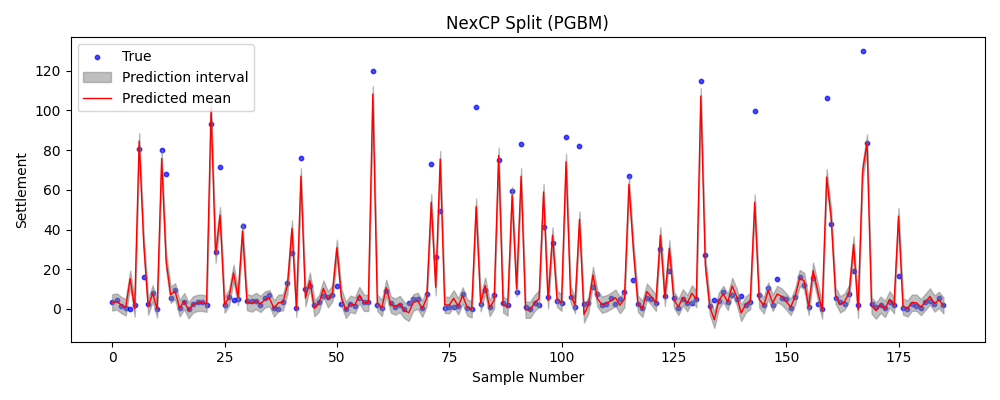 NexCP Split (PGBM)
True
Prediction interval
Predicted mean
Settlement
120
100
80
60
40
20
0
0 25 50 75 100 125 150 175
Sample Number